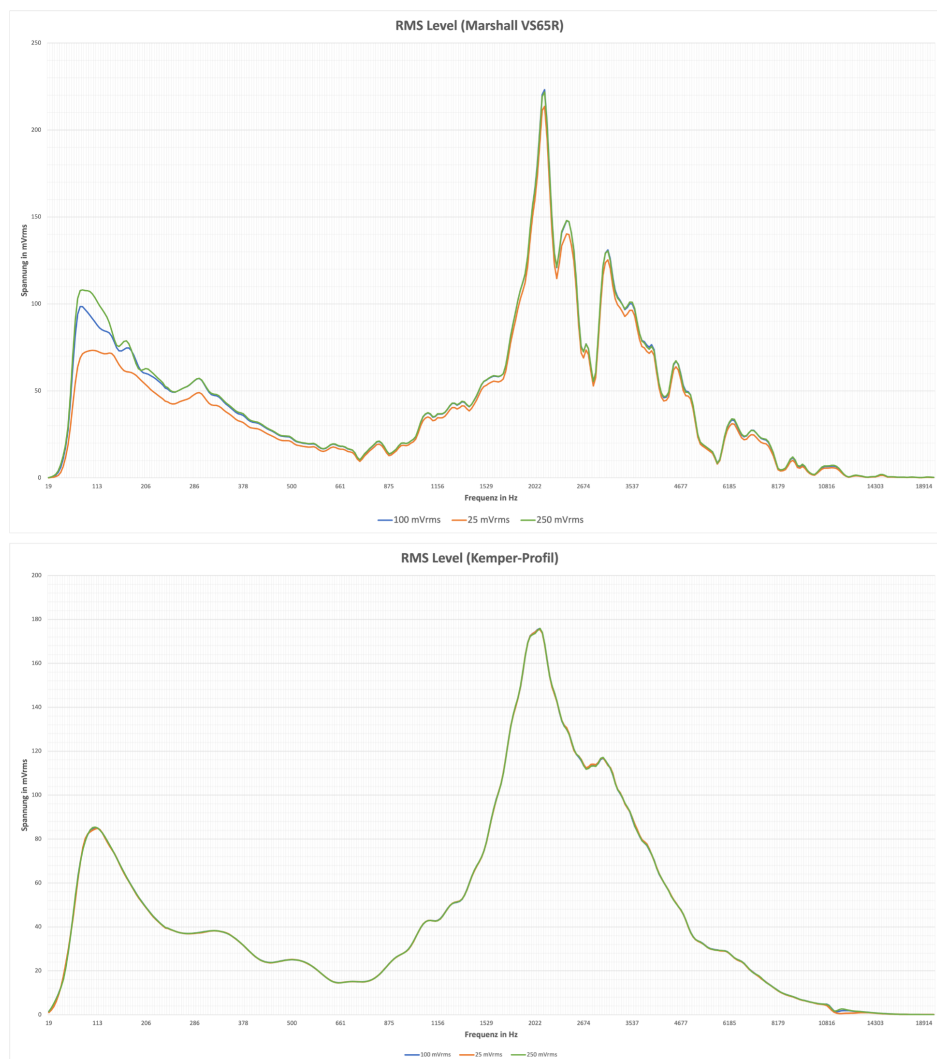 RMS Level (Marshall VS65R)
250
200
150
100
50
0
Spannung in mVrms
19 113 206 286 394 500 661 875 1156 1529 2022 2674 3537 4677 6185 8179 10816 14303 18914
Frequenz in Hz
100 mVrms 25 mVrms 250 mVrms
RMS Level (Kemper-Profil)
200
180
160
140
120
100
80
60
40
20
0
Spannung in mVrms
19 113 206 286 394 500 661 875 1156 1529 2022 2674 3537 4677 6185 8179 10816 14303 18914
Frequenz in Hz
100 mVrms 25 mVrms 250 mVrms